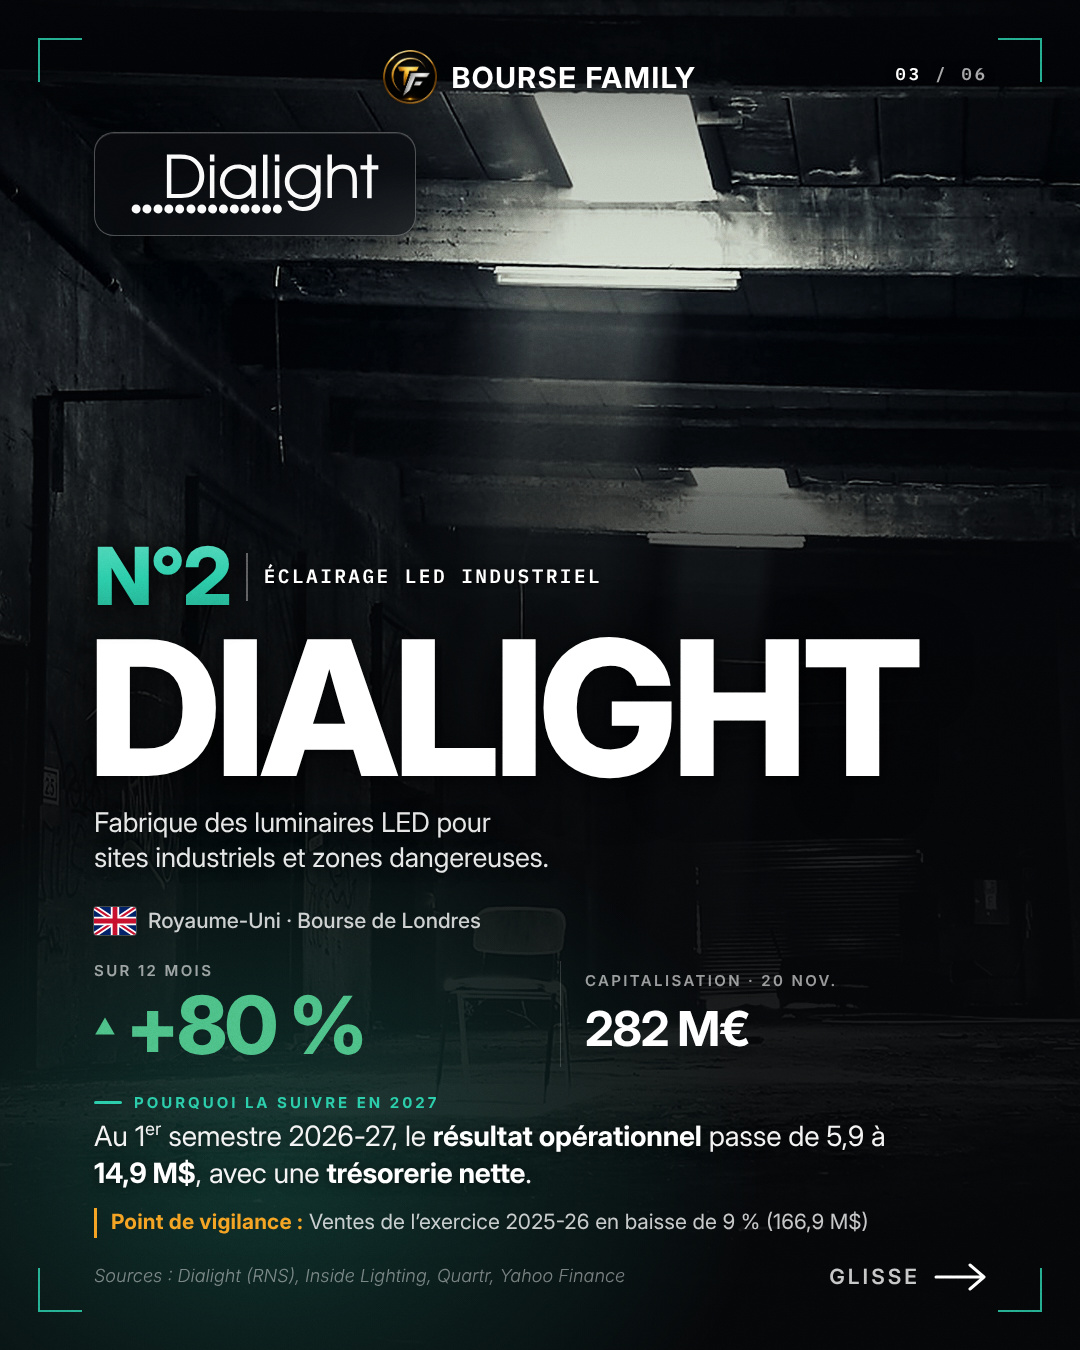 BOURSE FAMILY
03 / 06
Dialight
N°2
ÉCLAIRAGE LED INDUSTRIEL
DIALIGHT
Fabrique des luminaires LED pour
sites industriels et zones dangereuses.
Royaume-Uni · Bourse de Londres
SUR 12 MOIS
▲ +80 %
CAPITALISATION · 20 NOV.
282 M€
POURQUOI LA SUIVRE EN 2027
Au 1er semestre 2026-27, le résultat opérationnel passe de 5,9 à
14,9 M$, avec une trésorerie nette.
Point de vigilance : Ventes de l’exercice 2025-26 en baisse de 9 % (166,9 M$)
Sources : Dialight (RNS), Inside Lighting, Quartr, Yahoo Finance
GLISSE